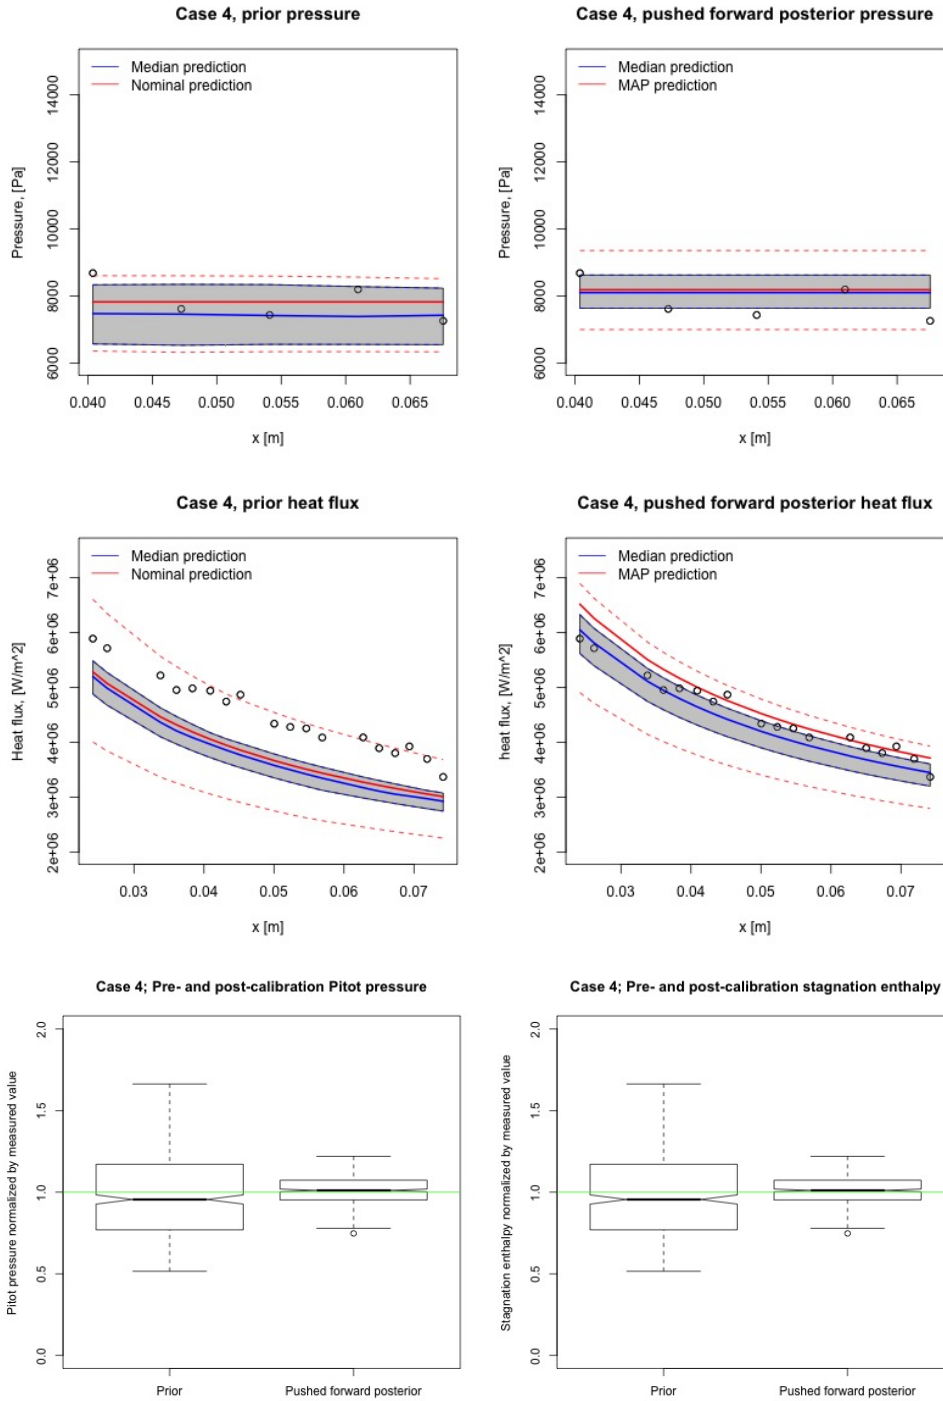 Case 4, prior pressure
Median prediction
Nominal prediction
Pressure, [Pa]
14000
12000
10000
8000
6000
0.040 0.045 0.050 0.055 0.060 0.065
x [m]
Case 4, pushed forward posterior pressure
Median prediction
MAP prediction
Pressure, [Pa]
14000
12000
10000
8000
6000
0.040 0.045 0.050 0.055 0.060 0.065
x [m]
Case 4, prior heat flux
Median prediction
Nominal prediction
Heat flux, [W/m^2]
7e+06
6e+06
5e+06
4e+06
3e+06
2e+06
0.03 0.04 0.05 0.06 0.07
x [m]
Case 4, pushed forward posterior heat flux
Median prediction
MAP prediction
heat flux, [W/m^2]
7e+06
6e+06
5e+06
4e+06
3e+06
2e+06
0.03 0.04 0.05 0.06 0.07
x [m]
Case 4; Pre- and post-calibration Pitot pressure
Pitot pressure normalized by measured value
2.0
1.5
1.0
0.5
0.0
Prior Pushed forward posterior
Case 4; Pre- and post-calibration stagnation enthalpy
Stagnation enthalpy normalized by measured value
2.0
1.5
1.0
0.5
0.0
Prior Pushed forward posterior